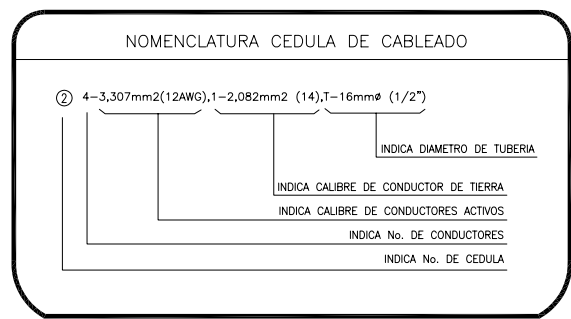 NOMENCLATURA CEDULA DE CABLEADO
2 4-3,307mm2(12AWG),1-2,082mm2 (14),T-16mmø (1/2")
INDICA DIAMETRO DE TUBERIA
INDICA CALIBRE DE CONDUCTOR DE TIERRA
INDICA CALIBRE DE CONDUCTORES ACTIVOS
INDICA No. DE CONDUCTORES
INDICA No. DE CEDULA